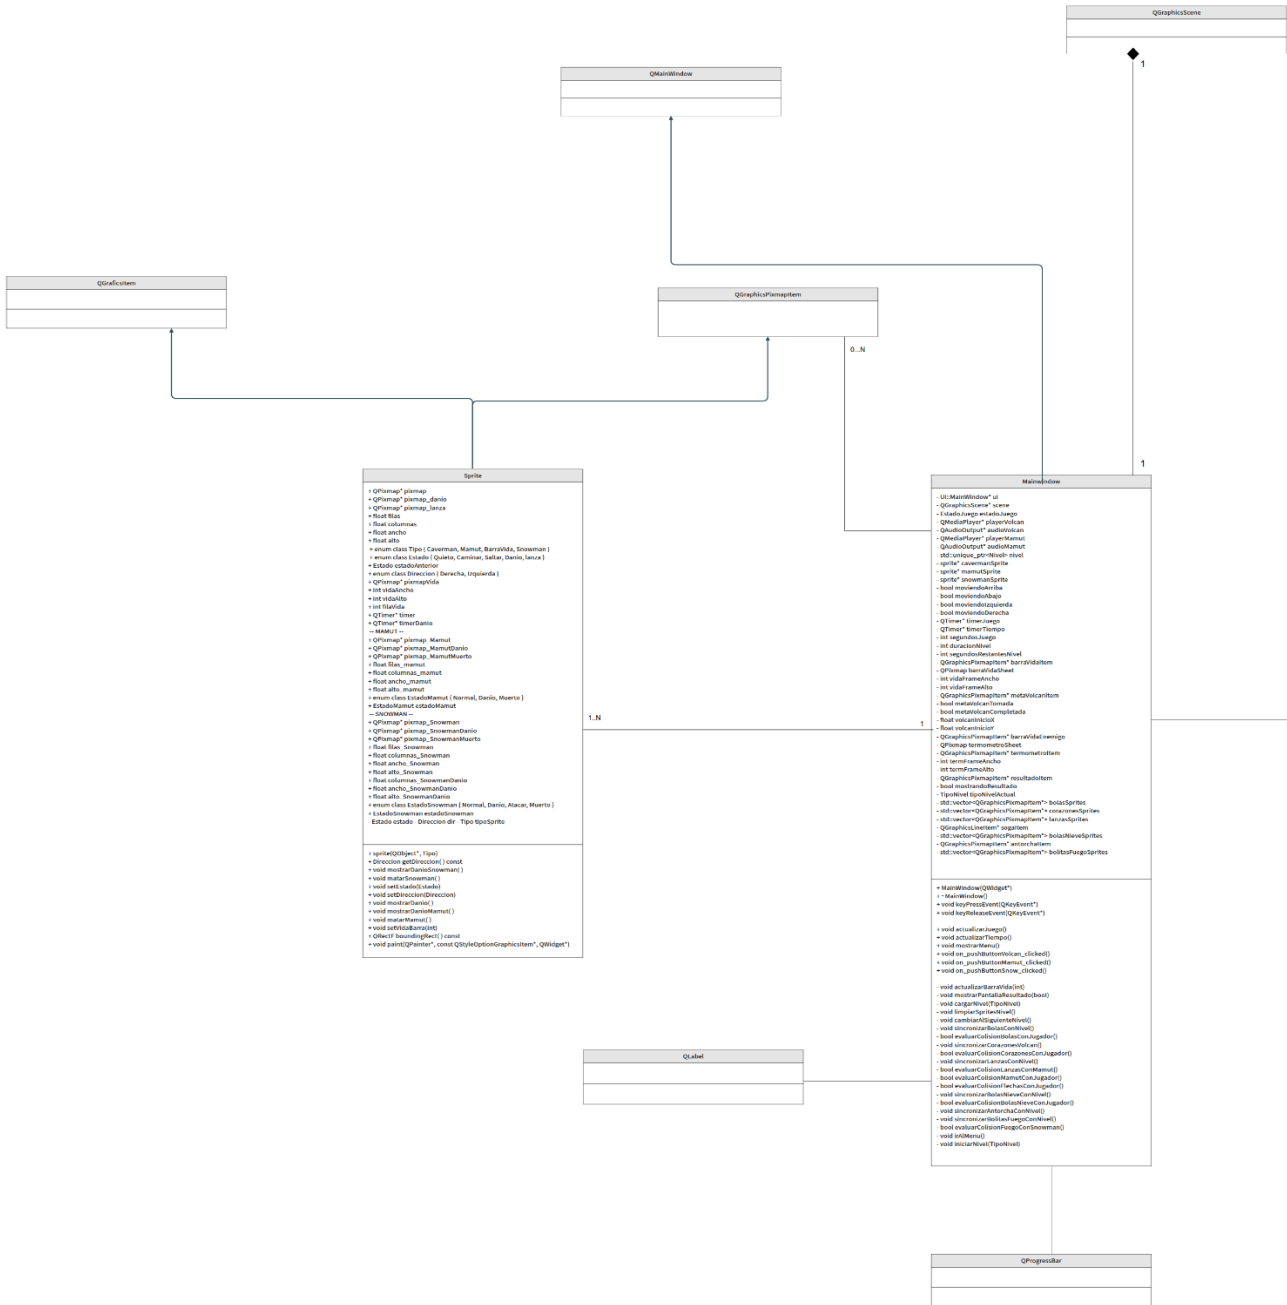 QGraphicsScene
1
QMainWindow
QGraficsItem
QGraphicsPixmapItem
0...N
1
Sprite
+ QPixmap* pixmap
+ QPixmap* pixmap_danio
+ QPixmap* pixmap_lanza
+ float filas
+ float columnas
+ float ancho
+ float alto
+ enum class Tipo { Caverman, Mamut, BarraVida, Snowman }
+ enum class Estado { Quieto, Caminar, Saltar, Danio, lanza }
+ Estado estadoAnterior
+ enum class Direccion { Derecha, Izquierda }
+ QPixmap* pixmapVida
+ int vidaAncho
+ int vidaAlto
+ int filaVida
+ QTimer* timer
+ QTimer* timerDanio
-- MAMUT --
+ QPixmap* pixmap_Mamut
+ QPixmap* pixmap_MamutDanio
+ QPixmap* pixmap_MamutMuerto
+ float filas_mamut
+ float columnas_mamut
+ float ancho_mamut
+ float alto_mamut
+ enum class EstadoMamut { Normal, Danio, Muerto }
+ EstadoMamut estadoMamut
-- SNOWMAN --
+ QPixmap* pixmap_Snowman
+ QPixmap* pixmap_SnowmanDanio
+ QPixmap* pixmap_SnowmanMuerto
+ float filas_Snowman
+ float columnas_Snowman
+ float ancho_Snowman
+ float alto_Snowman
+ float columnas_SnowmanDanio
+ float ancho_SnowmanDanio
+ float alto_SnowmanDanio
+ enum class EstadoSnowman { Normal, Danio, Atacar, Muerto }
+ EstadoSnowman estadoSnowman
- Estado estado - Direccion dir - Tipo tipoSprite
+ sprite(QObject*, Tipo)
+ Direccion getDireccion( ) const
+ void mostrarDanioSnowman( )
+ void matarSnowman( )
+ void setEstado(Estado)
+ void setDireccion(Direccion)
+ void mostrarDanio( )
+ void mostrarDanioMamut( )
+ void matarMamut( )
+ void setVidaBarra(int)
+ QRectF boundingRect( ) const
+ void paint(QPainter*, const QStyleOptionGraphicsItem*, QWidget*)
1..N
1
Mainwindow
- Ui::MainWindow* ui
- QGraphicsScene* scene
- EstadoJuego estadoJuego
- QMediaPlayer* playerVolcan
- QAudioOutput* audioVolcan
- QMediaPlayer* playerMamut
- QAudioOutput* audioMamut
- std::unique_ptr<Nivel> nivel
- sprite* cavermanSprite
- sprite* mamutSprite
- sprite* snowmanSprite
- bool moviendoArriba
- bool moviendoAbajo
- bool moviendoIzquierda
- bool moviendoDerecha
- QTimer* timerJuego
- QTimer* timerTiempo
- int segundosJuego
- int duracionNivel
- int segundosRestantesNivel
- QGraphicsPixmapItem* barraVidaItem
- QPixmap barraVidaSheet
- int vidaFrameAncho
- int vidaFrameAlto
- QGraphicsPixmapItem* metaVolcanItem
- bool metaVolcanTomada
- bool metaVolcanCompletada
- float volcanInicioX
- float volcanInicioY
- QGraphicsPixmapItem* barraVidaEnemigo
- QPixmap termometroSheet
- QGraphicsPixmapItem* termometroItem
- int termFrameAncho
- int termFrameAlto
- QGraphicsPixmapItem* resultadoItem
- bool mostrandoResultado
- TipoNivel tipoNivelActual
- std::vector<QGraphicsPixmapItem*> bolasSprites
- std::vector<QGraphicsPixmapItem*> corazonesSprites
- std::vector<QGraphicsPixmapItem*> lanzasSprites
- QGraphicsLineItem* sogaItem
- std::vector<QGraphicsPixmapItem*> bolasNieveSprites
- QGraphicsPixmapItem* antorchaItem
- std::vector<QGraphicsPixmapItem*> bolitasFuegoSprites
+ MainWindow(QWidget*)
+ ~MainWindow()
+ void keyPressEvent(QKeyEvent*)
+ void keyReleaseEvent(QKeyEvent*)
+ void actualizarJuego()
+ void actualizarTiempo()
+ void mostrarMenu()
+ void on_pushButtonVolcan_clicked()
+ void on_pushButtonMamut_clicked()
+ void on_pushButtonSnow_clicked()
- void actualizarBarraVida(int)
- void mostrarPantallaResultado(bool)
- void cargarNivel(TipoNivel)
- void limpiarSpritesNivel()
- void cambiarAlSiguienteNivel()
- void sincronizarBolasConNivel()
- bool evaluarColisionBolasConJugador()
- void sincronizarCorazonesVolcan()
- bool evaluarColisionCorazonesConJugador()
- void sincronizarLanzasConNivel()
- bool evaluarColisionLanzasConMamut()
- bool evaluarColisionMamutConJugador()
- bool evaluarColisionFlechasConJugador()
- void sincronizarBolasNieveConNivel()
- bool evaluarColisionBolasNieveConJugador()
- void sincronizarAntorchaConNivel()
- void sincronizarBolitasFuegoConNivel()
- bool evaluarColisionFuegoConSnowman()
- void irAlMenu()
- void iniciarNivel(TipoNivel)
QLabel
QProgressBar